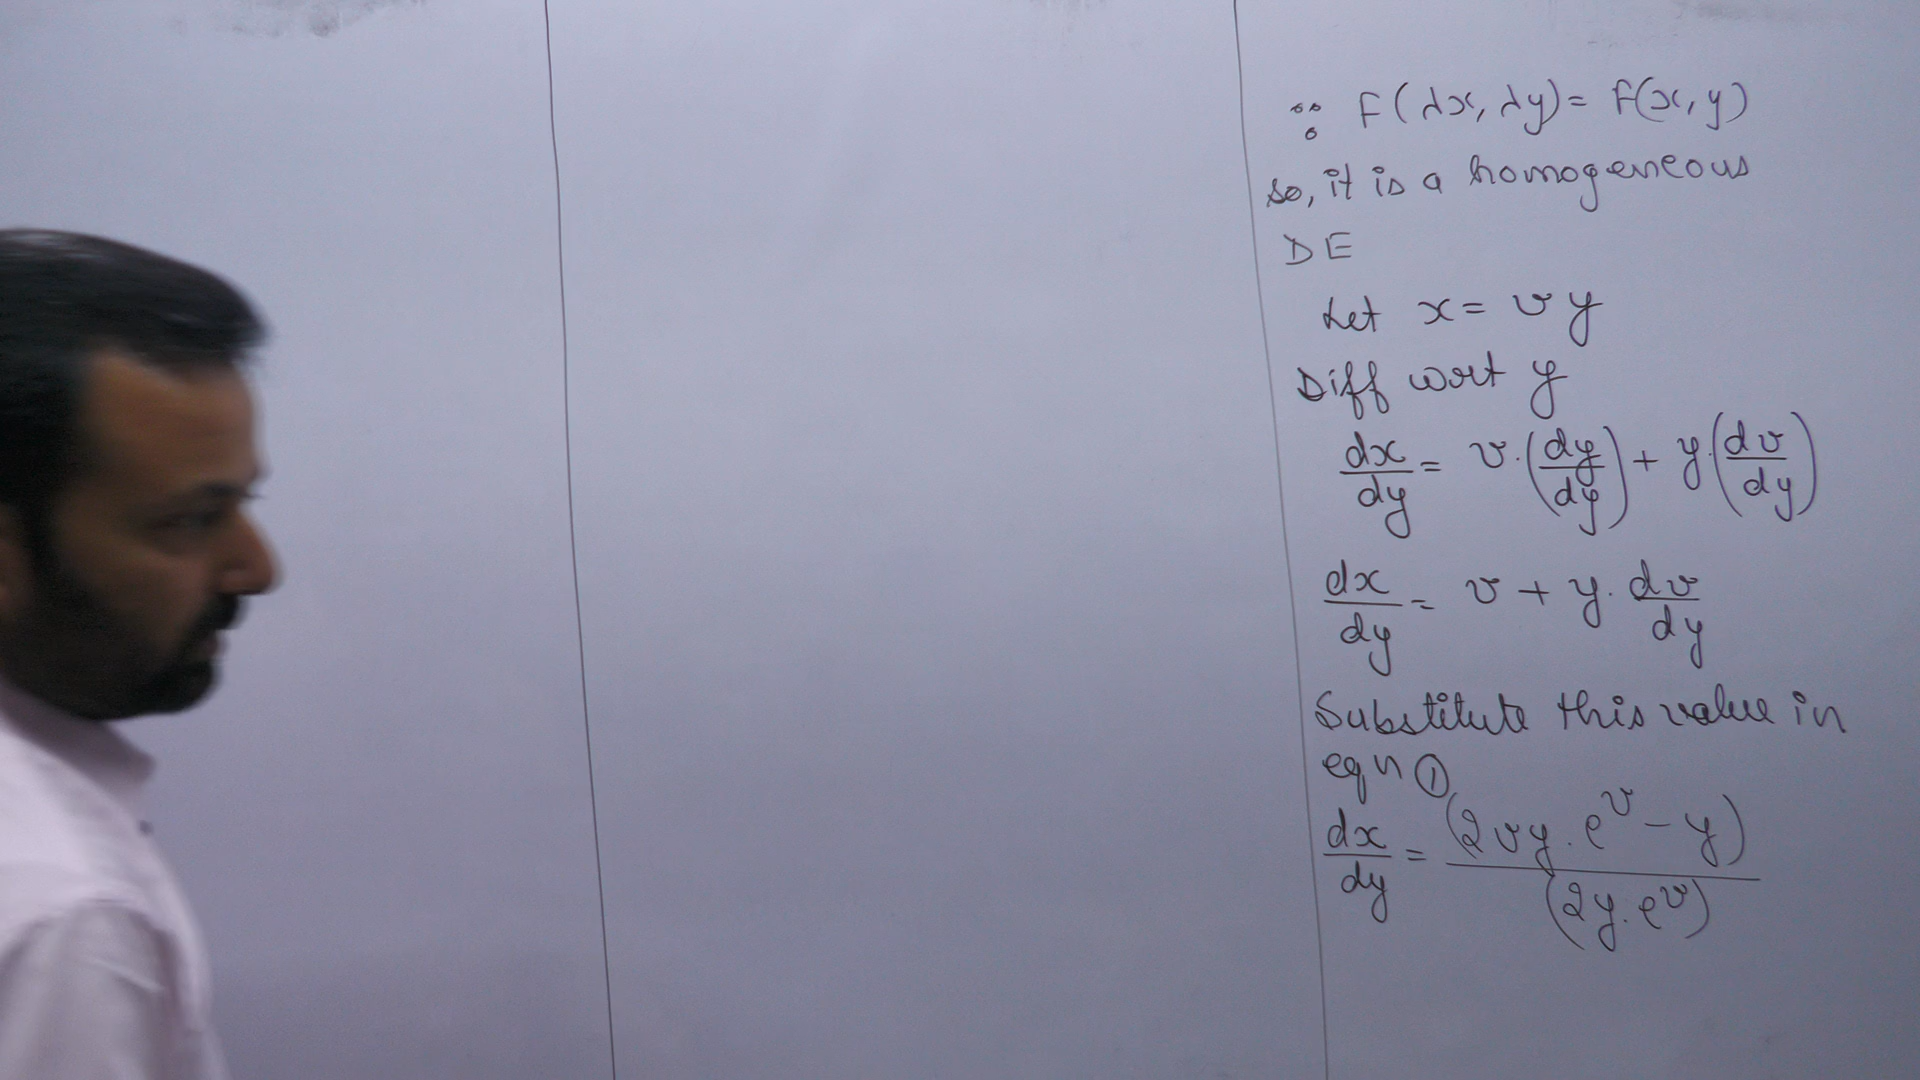 ∵ F(λx, λy) = F(x, y)
so, it is a homogeneous
DE
Let x = v y
Diff wrt y
dx/dy = v.(dy/dy) + y.(dv/dy)
dx/dy = v + y. dv/dy
Substitute this value in
eqn ①
dx/dy = (2vy. e^v - y)/(2y. e^v)